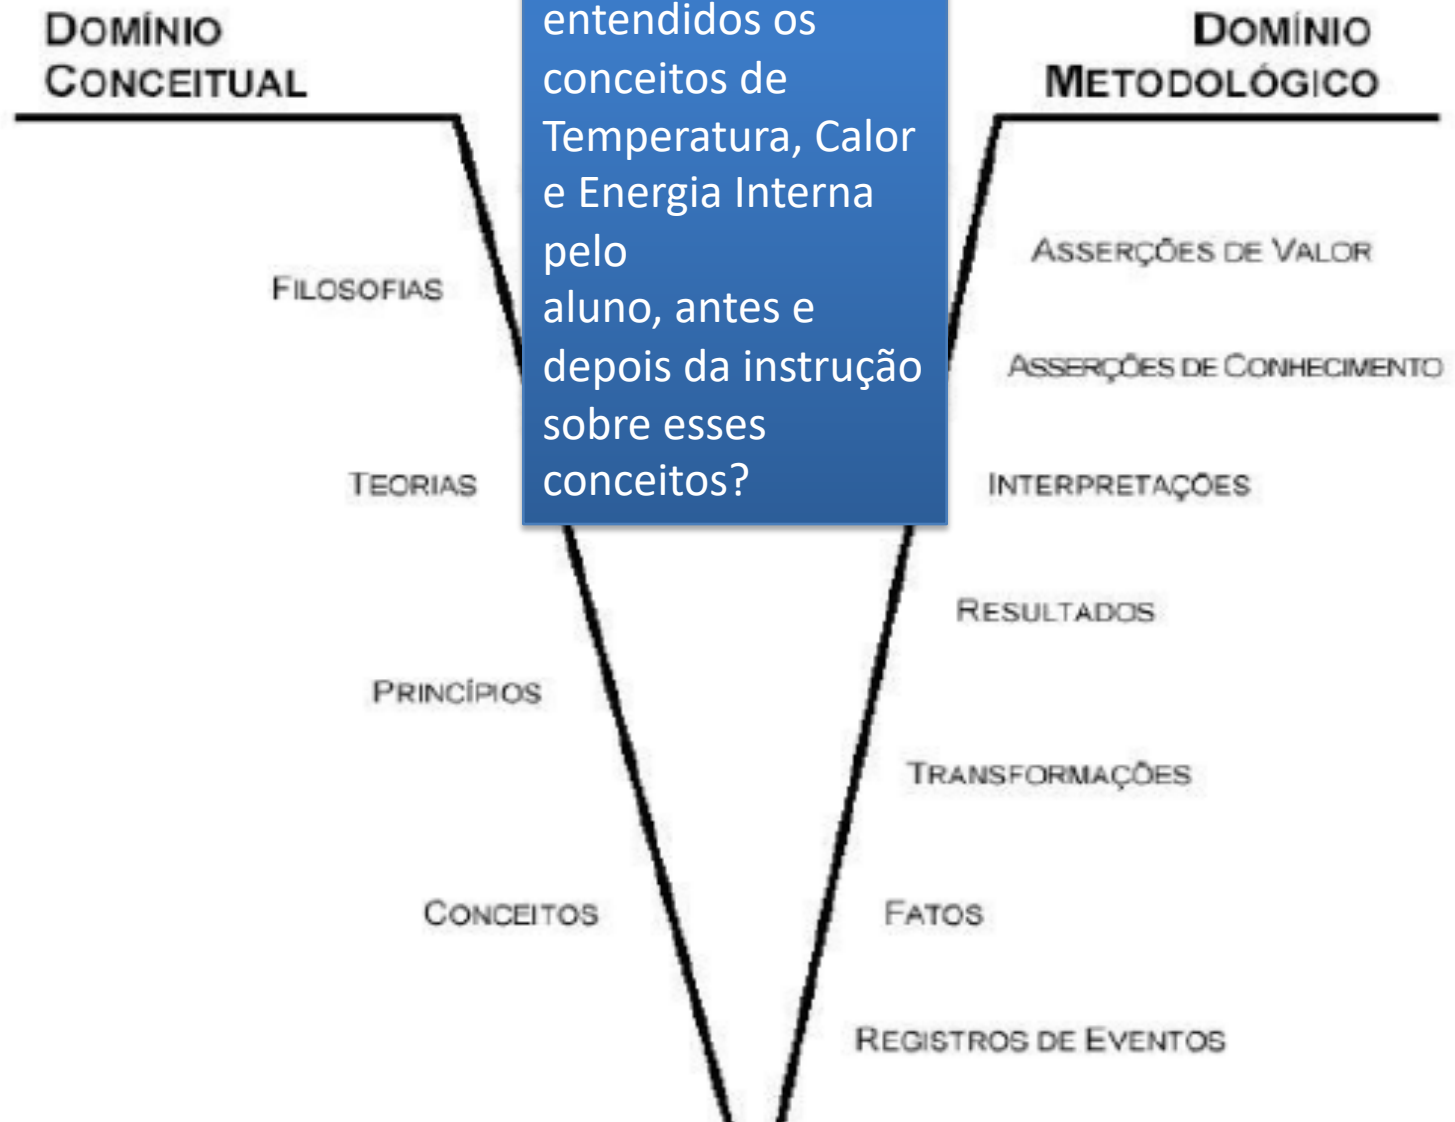 DOMÍNIO
CONCEITUAL
FILOSOFIAS
TEORIAS
PRINCÍPIOS
CONCEITOS
entendidos os
conceitos de
Temperatura, Calor
e Energia Interna
pelo
aluno, antes e
depois da instrução
sobre esses
conceitos?
DOMÍNIO
METODOLÓGICO
ASSERÇÕES DE VALOR
ASSERÇÕES DE CONHECIMENTO
INTERPRETAÇÕES
RESULTADOS
TRANSFORMAÇÕES
FATOS
REGISTROS DE EVENTOS